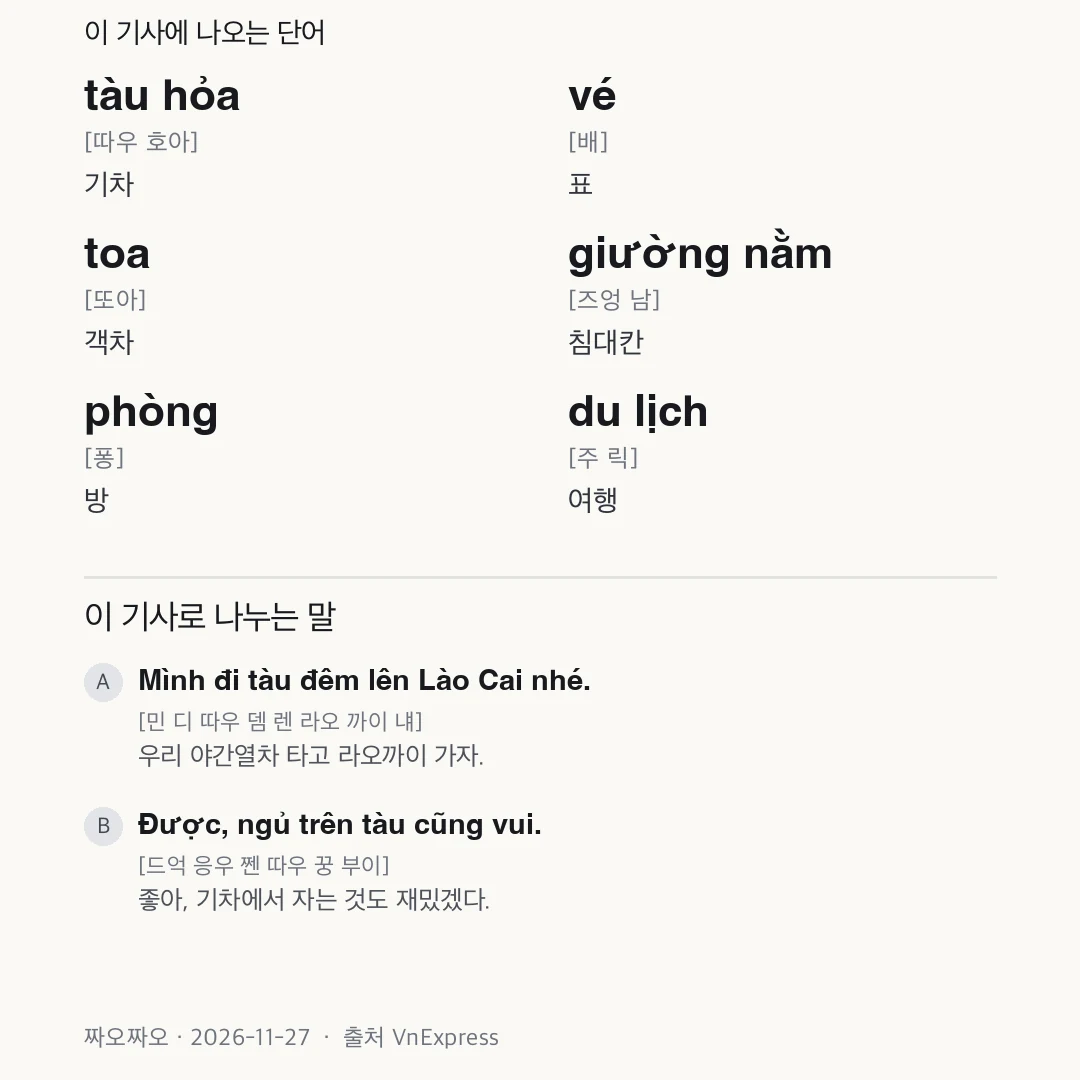 이 기사에 나오는 단어
tàu hỏa
[따우 호아]
기차
vé
[배]
표
toa
[또아]
객차
giường nằm
[즈엉 남]
침대칸
phòng
[퐁]
방
du lịch
[주 릭]
여행
이 기사로 나누는 말
A Mình đi tàu đêm lên Lào Cai nhé.
[민 디 따우 뎀 렌 라오 까이 냬]
우리 야간열차 타고 라오까이 가자.
B Được, ngủ trên tàu cũng vui.
[드억 응우 쩬 따우 꿍 부이]
좋아, 기차에서 자는 것도 재밌겠다.
짜오짜오 · 2026-11-27 · 출처 VnExpress